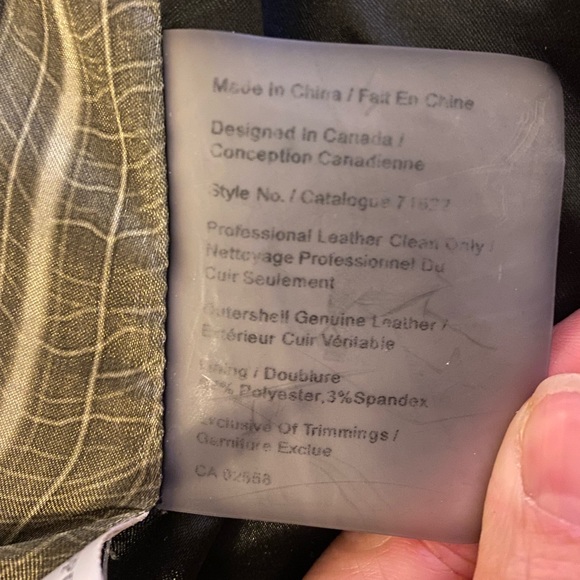 Made In China / Fait En Chine
Designed In Canada /
Conception Canadienne
Style No. / Catalogue
Professional Leather Clean Only /
Nettoyage Professionnel Du
Cuir Seulement
Outershell Genuine Leather /
Extérieur Cuir Véritable
Lining / Doublure
Polyester,3%Spandex
Exclusive Of Trimmings /
Garniture Exclue
CA